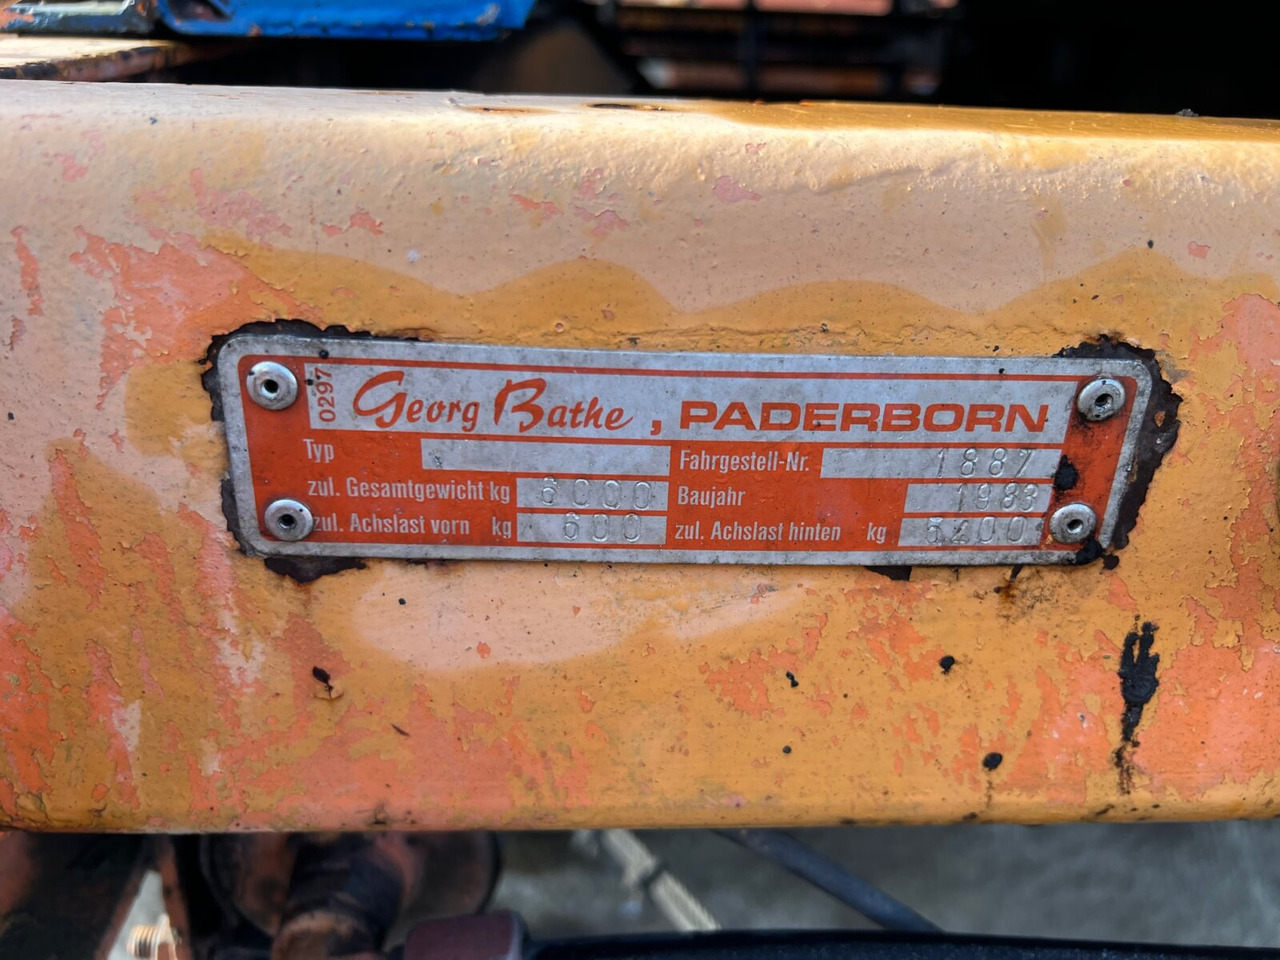 0297
Georg Bathe, PADERBORN
Typ
Fahrgestell-Nr. 1887
zul. Gesamtgewicht kg 6000
Baujahr 1983
zul. Achslast vorn kg 600
zul. Achslast hinten kg 5400